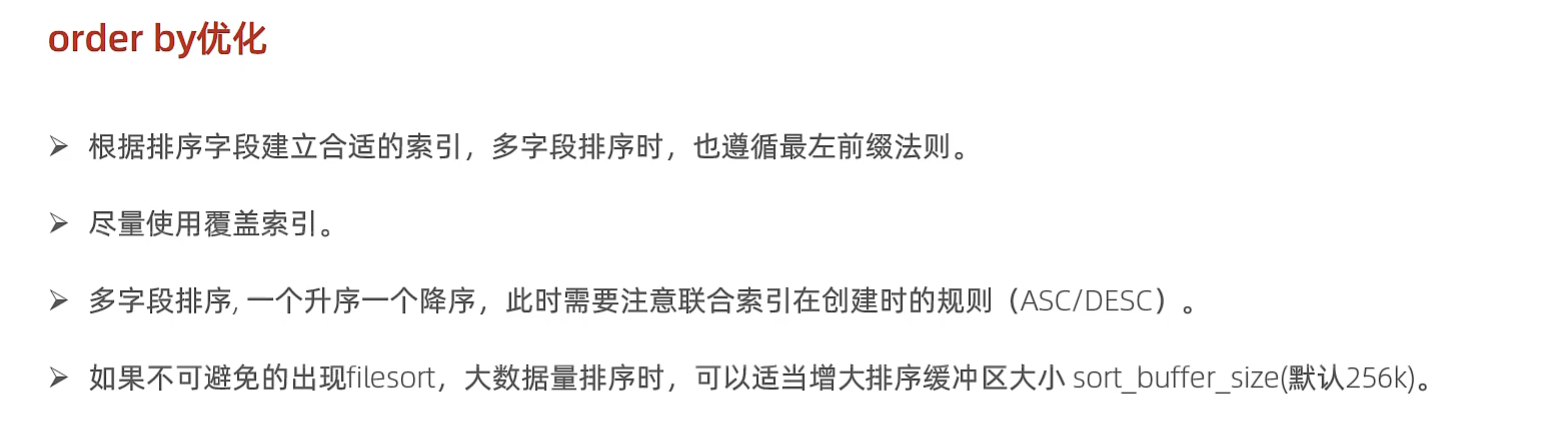 order by优化
➢ 根据排序字段建立合适的索引，多字段排序时，也遵循最左前缀法则。
➢ 尽量使用覆盖索引。
➢ 多字段排序, 一个升序一个降序，此时需要注意联合索引在创建时的规则（ASC/DESC）。
➢ 如果不可避免的出现filesort，大数据量排序时，可以适当增大排序缓冲区大小 sort_buffer_size(默认256k)。